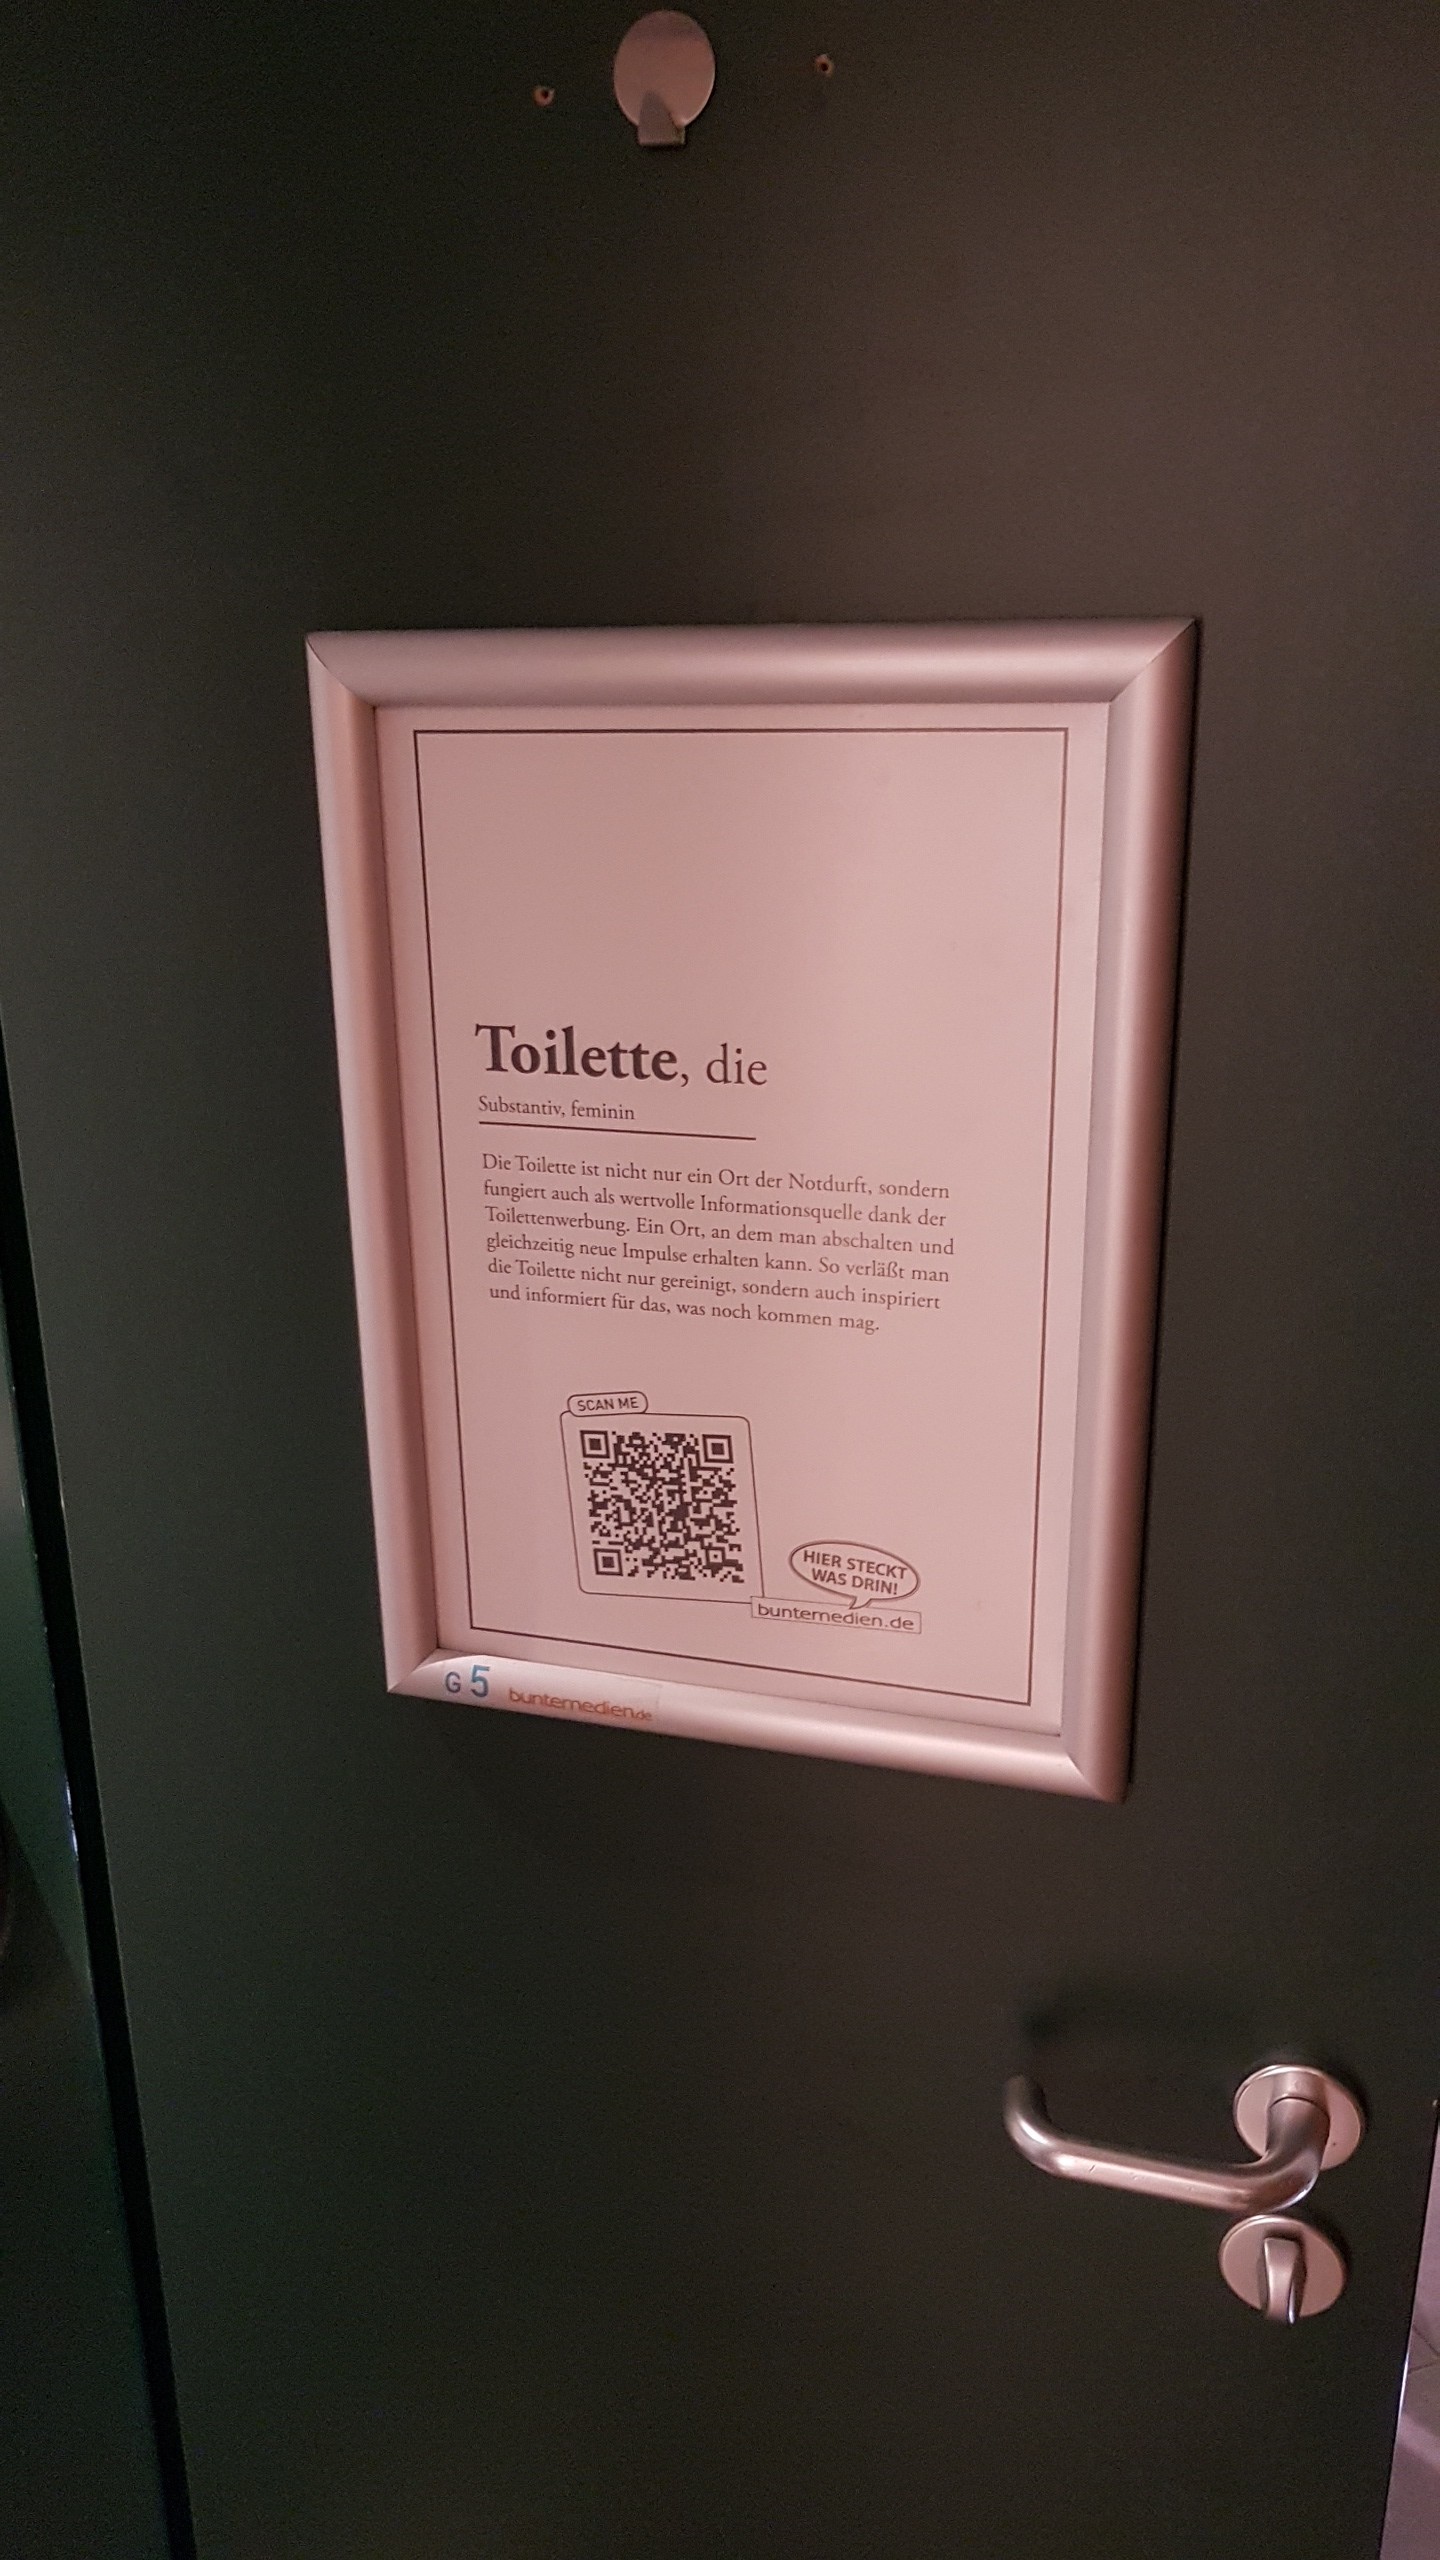 Toilette, die
Substantiv, feminin
Die Toilette ist nicht nur ein Ort der Notdurft, sondern
fungiert auch als wertvolle Informationsquelle dank der
Toilettenwerbung. Ein Ort, an dem man abschalten und
gleichzeitig neue Impulse erhalten kann. So verläßt man
die Toilette nicht nur gereinigt, sondern auch inspiriert
und informiert für das, was noch kommen mag.
SCAN ME
HIER STECKT
WAS DRIN!
buntemedien.de
G 5 buntemedien.de